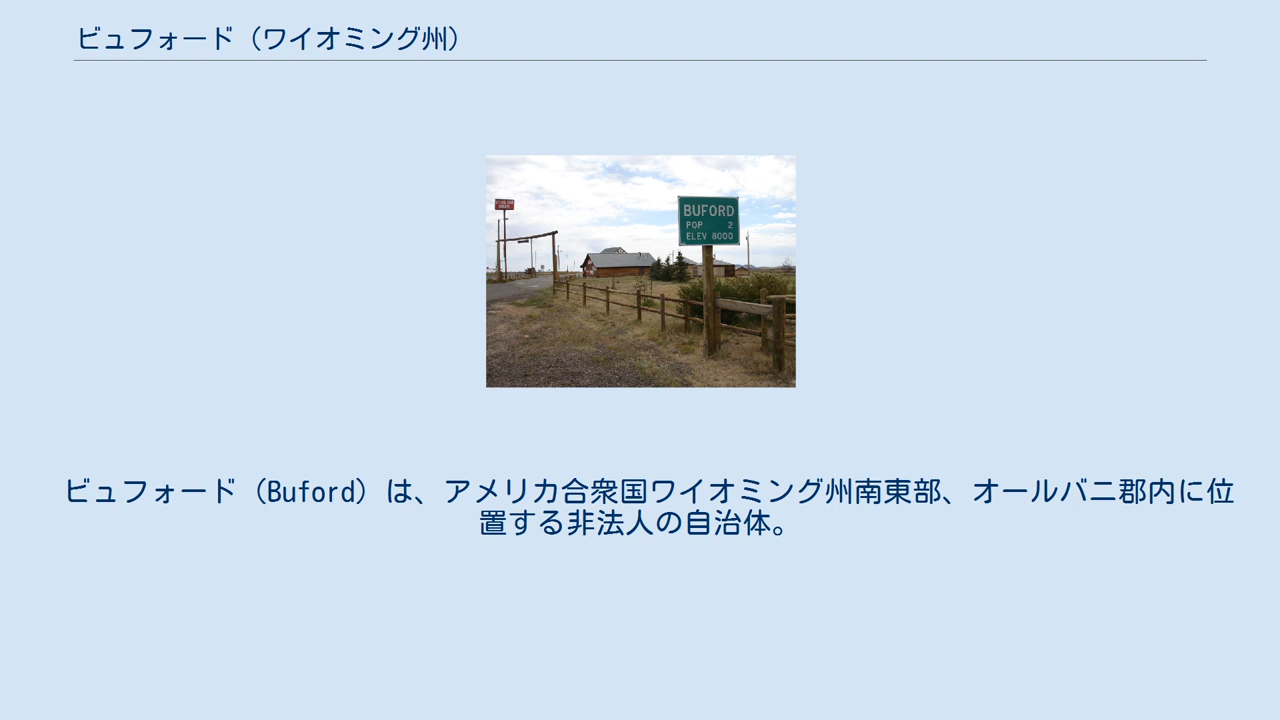 ビュフォード（ワイオミング州）
BUFORD
POP 2
ELEV 8000
ビュフォード（Buford）は、アメリカ合衆国ワイオミング州南東部、オールバニ郡内に位
置する非法人の自治体。